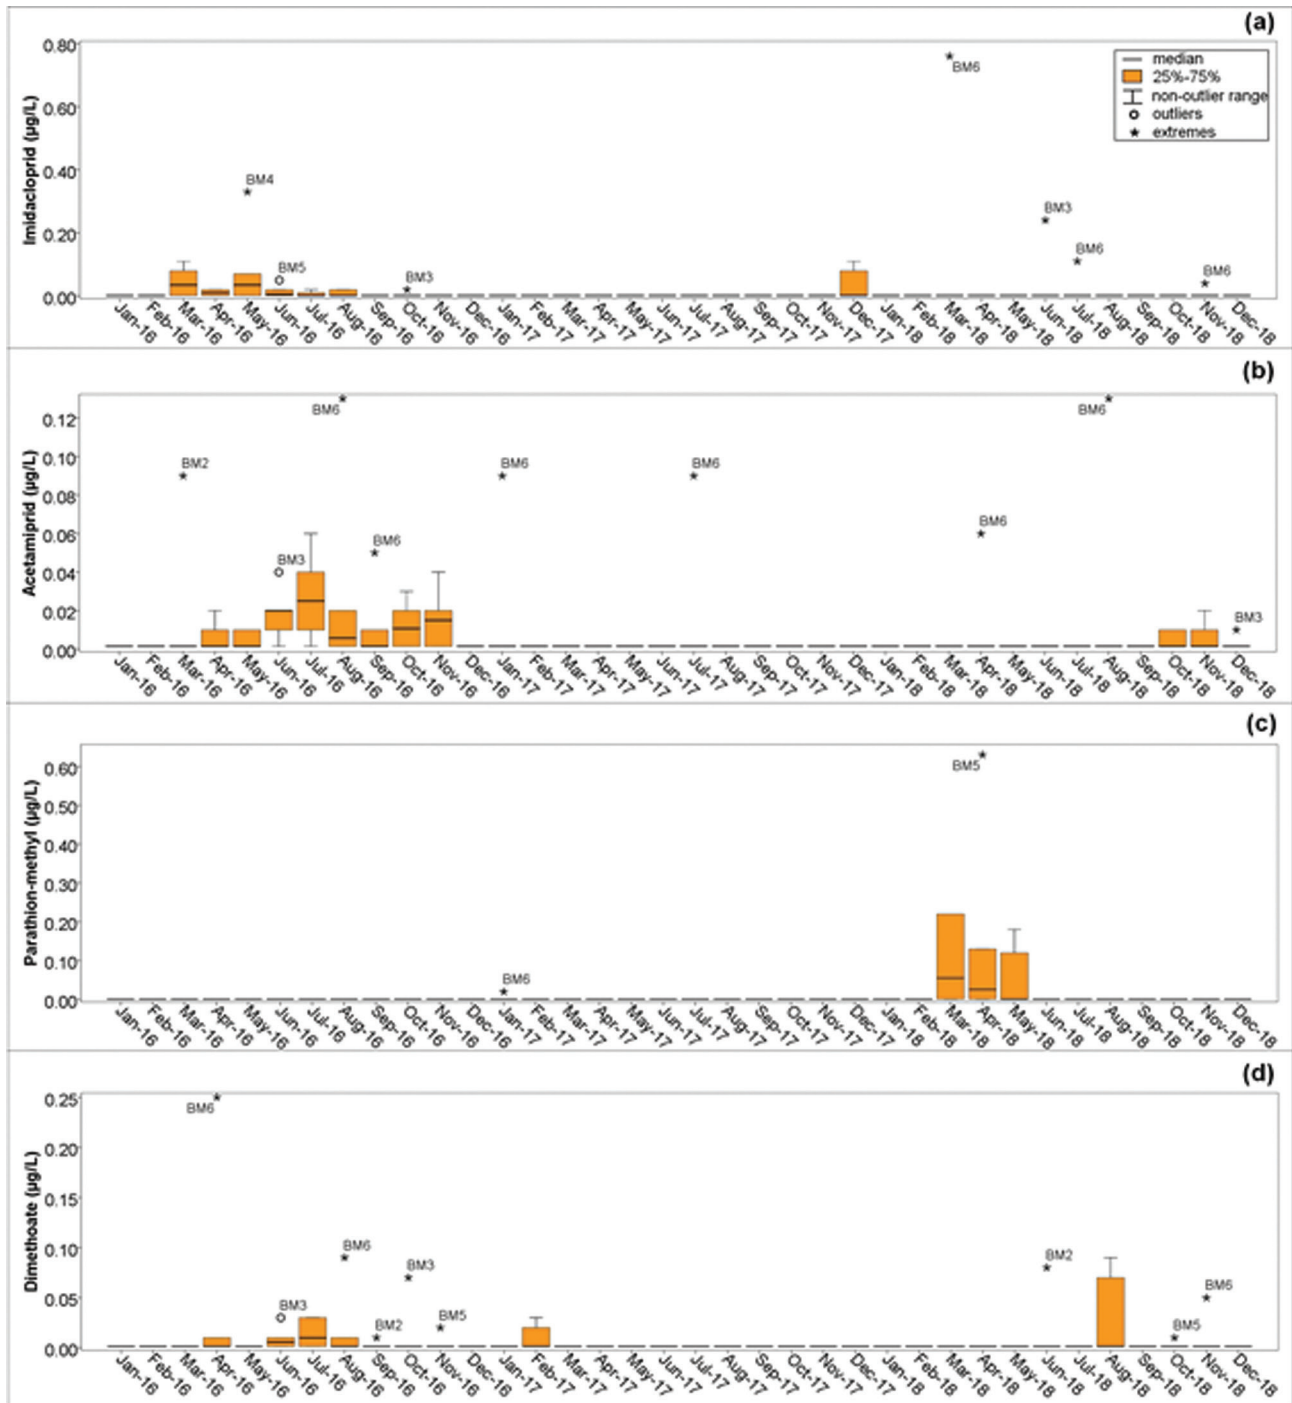 (a)
Imidacloprid (µg/L)
0.80
0.60
0.40
0.20
0.00
BM4
BM5
BM3
BM6
BM3
BM6
BM6
median
25%-75%
non-outlier range
outliers
extremes
Jan-16 Feb-16 Mar-16 Apr-16 May-16 Jun-16 Jul-16 Aug-16 Sep-16 Oct-16 Nov-16 Dec-16 Jan-17 Feb-17 Mar-17 Apr-17 May-17 Jun-17 Jul-17 Aug-17 Sep-17 Oct-17 Nov-17 Dec-17 Jan-18 Feb-18 Mar-18 Apr-18 May-18 Jun-18 Jul-18 Aug-18 Sep-18 Oct-18 Nov-18 Dec-18
(b)
Acetamiprid (µg/L)
0.12
0.10
0.08
0.06
0.04
0.02
0.00
BM2
BM3
BM6
BM6
BM6
BM6
BM6
BM6
BM3
Jan-16 Feb-16 Mar-16 Apr-16 May-16 Jun-16 Jul-16 Aug-16 Sep-16 Oct-16 Nov-16 Dec-16 Jan-17 Feb-17 Mar-17 Apr-17 May-17 Jun-17 Jul-17 Aug-17 Sep-17 Oct-17 Nov-17 Dec-17 Jan-18 Feb-18 Mar-18 Apr-18 May-18 Jun-18 Jul-18 Aug-18 Sep-18 Oct-18 Nov-18 Dec-18
(c)
Parathion-methyl (µg/L)
0.60
0.50
0.40
0.30
0.20
0.10
0.00
BM6
BM5
Jan-16 Feb-16 Mar-16 Apr-16 May-16 Jun-16 Jul-16 Aug-16 Sep-16 Oct-16 Nov-16 Dec-16 Jan-17 Feb-17 Mar-17 Apr-17 May-17 Jun-17 Jul-17 Aug-17 Sep-17 Oct-17 Nov-17 Dec-17 Jan-18 Feb-18 Mar-18 Apr-18 May-18 Jun-18 Jul-18 Aug-18 Sep-18 Oct-18 Nov-18 Dec-18
(d)
Dimethoate (µg/L)
0.25
0.20
0.15
0.10
0.05
0.00
BM6
BM3
BM6
BM2
BM3
BM5
BM2
BM5
BM6
Jan-16 Feb-16 Mar-16 Apr-16 May-16 Jun-16 Jul-16 Aug-16 Sep-16 Oct-16 Nov-16 Dec-16 Jan-17 Feb-17 Mar-17 Apr-17 May-17 Jun-17 Jul-17 Aug-17 Sep-17 Oct-17 Nov-17 Dec-17 Jan-18 Feb-18 Mar-18 Apr-18 May-18 Jun-18 Jul-18 Aug-18 Sep-18 Oct-18 Nov-18 Dec-18